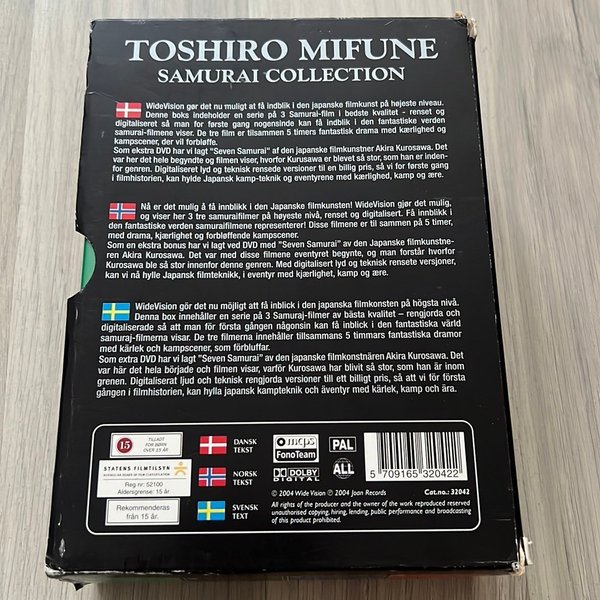 TOSHIRO MIFUNE
SAMURAI COLLECTION
WideVision gør det nu muligt at få indblik i den japanske filmkunst på højeste niveau.
Denne boks indeholder en serie på 3 Samurai-film i bedste kvalitet - renset og
digitaliseret så man for første gang nogensinde kan få indblik i den fantastiske verden
samurai-filmene viser. De tre film er tilsammen 5 timers fantastisk drama med kærlighed og
kampscener, der vil forbløffe.
Som ekstra DVD har vi lagt "Seven Samurai" af den japanske filmkunstner Akira Kurosawa. Det
var her det hele begyndte og filmen viser, hvorfor Kurosawa er blevet så stor, som han er inden-
for genren. Digitaliseret lyd og teknisk rensede versioner til en billig pris, så vi for første gang
i filmhistorien, kan hylde Japansk kamp-teknik og eventyrene med kærlighed, kamp og ære.
Nå er det mulig å få innblikk i den Japanske filmkunsten! WideVision gjør det mulig,
og viser her 3 tre samuraifilmer på høyeste nivå, renset og digitalisert. Få innblikk i
den fantastiske verden samuraifilmene representerer! Disse filmene er til sammen på 5 timer,
med drama, kjærlighet og forbløffende kampscener.
Som en ekstra bonus har vi lagt ved DVD med "Seven Samurai" av den Japanske filmkunstne-
ren Akira Kurosawa. Det var med disse filmene eventyret begynte, og man forstår hvorfor
Kurosawa ble så stor innenfor denne genren. Med digitalisert lyd og teknisk rensete versjoner,
kan vi nå hylle Japansk filmteknikk, i eventyr med kjærlighet, kamp og ære.
WideVision gör det nu möjligt att få inblick i den japanska filmkonsten på högsta nivå.
Denna box innehåller en serie på 3 Samuraj-filmer av bästa kvalitet – rengjorda och
digitaliserade så att man för första gången någonsin kan få inblick i den fantastiska värld
samuraj-filmerna visar. De tre filmerna innehåller tillsammans 5 timmars fantastiska dramer
med kärlek och kampscener, som förbluffar.
Som extra DVD har vi lagt "Seven Samurai" av den japanska filmkonstnären Akira Kurosawa. Det
var här det hela började och filmen visar, varför Kurosawa har blivit så stor, som han är inom
grenen. Digitaliserat ljud och teknisk rengjorda versioner till ett billigt pris, så att vi för första
gången i filmhistorien, kan hylla japansk kampteknik och äventyr med kärlek, kamp och ära.
15
TILLADT
FOR BØRN
OVER 15 ÅR
STATENS FILMTILSYN
Reg nr: 52100
Aldersgrense: 15 år
Rekommenderas
från 15 år.
DANSK
TEKST
NORSK
TEKST
SVENSK
TEXT
mcps
FonoTeam
DOLBY
DIGITAL
PAL
ALL
5 709165 320422
© 2004 Wide Vision ℗ 2004 Joan Records
Cat.no.: 32042
All rights of the producer and the owner of the work reproduced reserved
unauthorised copying, hiring, lending, public performance and broadcasting
of this product prohibited.